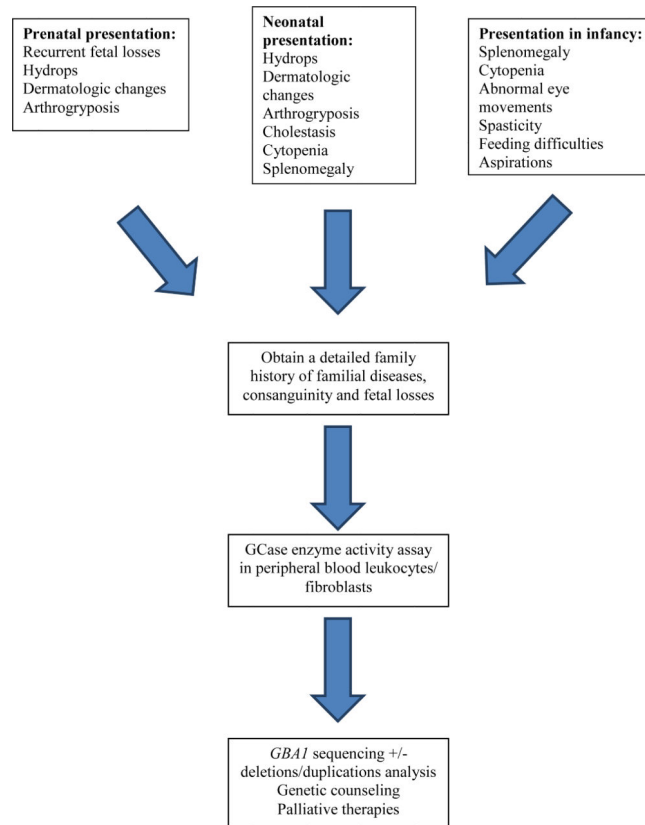 Prenatal presentation:
Recurrent fetal losses
Hydrops
Dermatologic changes
Arthrogryposis
Neonatal
presentation:
Hydrops
Dermatologic
changes
Arthrogryposis
Cholestasis
Cytopenia
Splenomegaly
Presentation in infancy:
Splenomegaly
Cytopenia
Abnormal eye
movements
Spasticity
Feeding difficulties
Aspirations
Obtain a detailed family
history of familial diseases,
consanguinity and fetal losses
GCase enzyme activity assay
in peripheral blood leukocytes/
fibroblasts
GBA1 sequencing +/-
deletions/duplications analysis
Genetic counseling
Palliative therapies